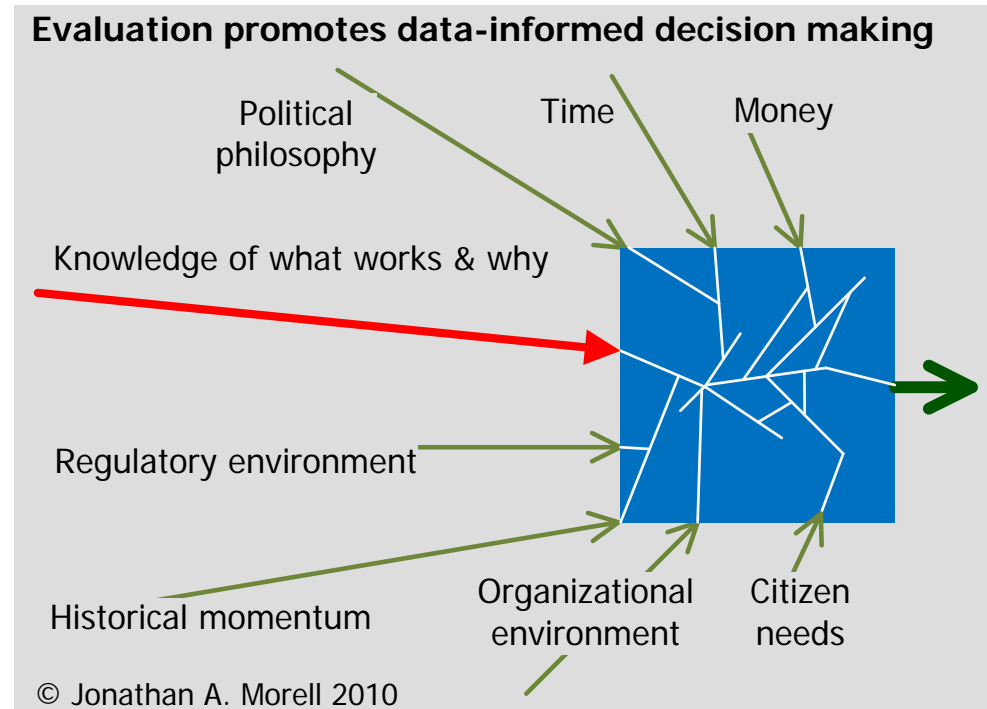 Evaluation promotes data-informed decision making
Political
philosophy
Time
Money
Knowledge of what works & why
Regulatory environment
Historical momentum
Organizational
environment
Citizen
needs
© Jonathan A. Morell 2010